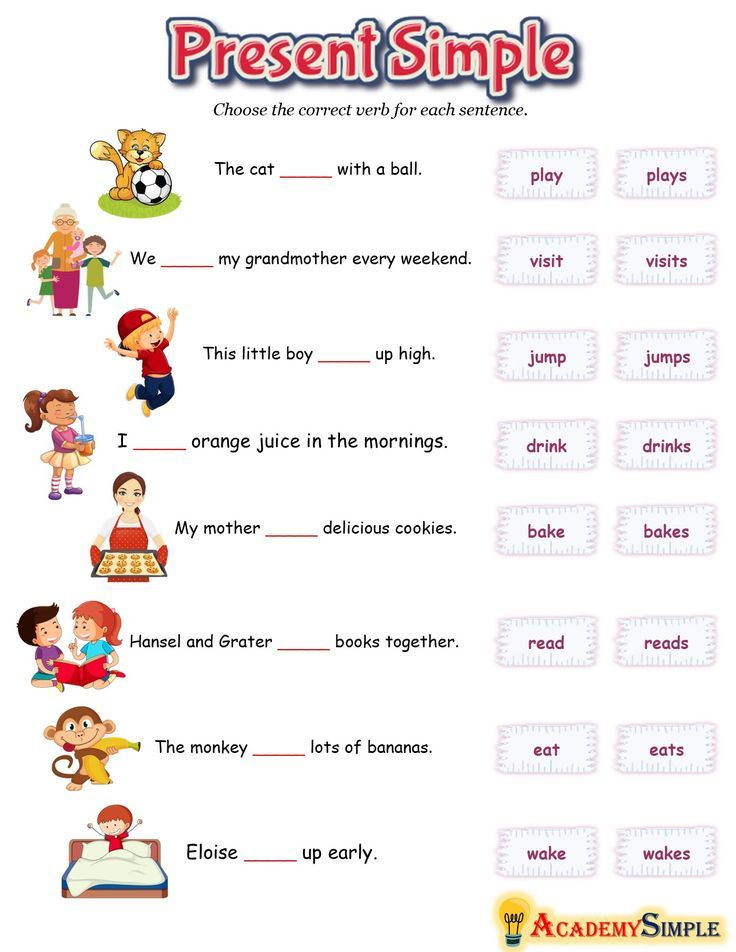 Present Simple
Choose the correct verb for each sentence.
The cat _____ with a ball. play plays
We _____ my grandmother every weekend. visit visits
This little boy _____ up high. jump jumps
I _____ orange juice in the mornings. drink drinks
My mother _____ delicious cookies. bake bakes
Hansel and Grater _____ books together. read reads
The monkey _____ lots of bananas. eat eats
Eloise _____ up early. wake wakes
ACADEMYSIMPLE